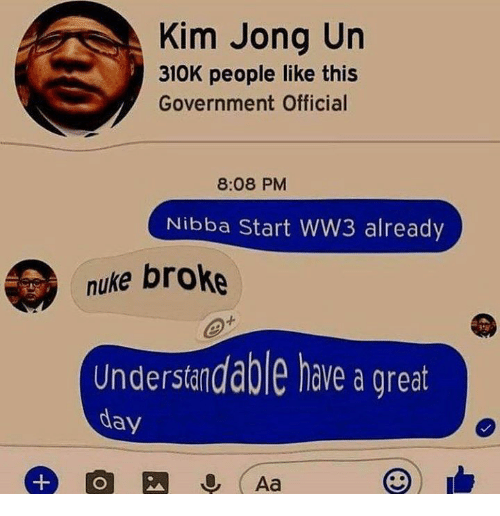 Kim Jong Un
310K people like this
Government Official
8:08 PM
Nibba Start WW3 already
nuke broke
Understandable have a great
day
Aa